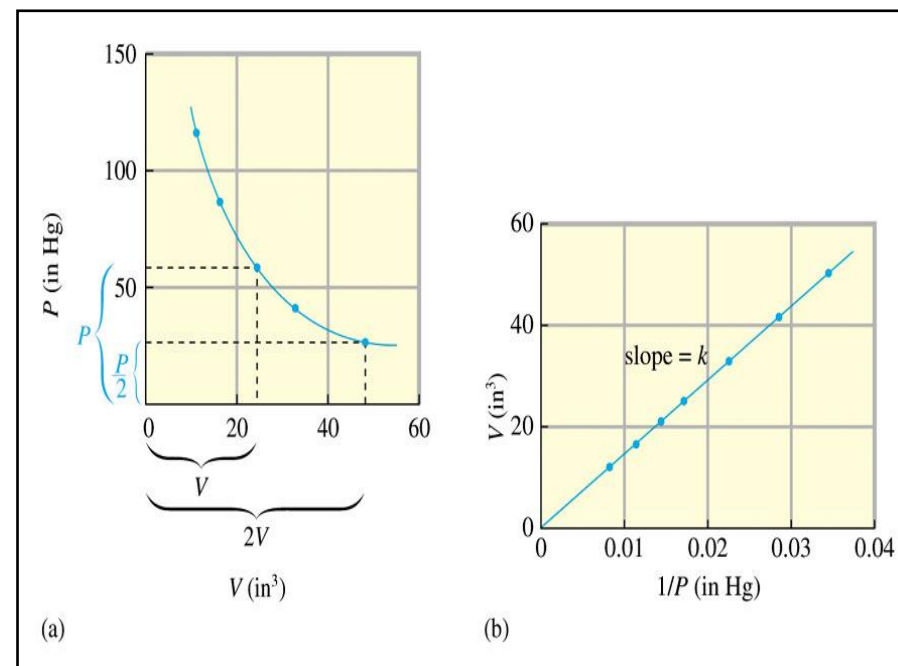 150
100
50
P (in Hg)
P
P/2
0 20 40 60
V
2V
V (in³)
(a)
60
40
20
0
V (in³)
slope = k
0 0.01 0.02 0.03 0.04
1/P (in Hg)
(b)